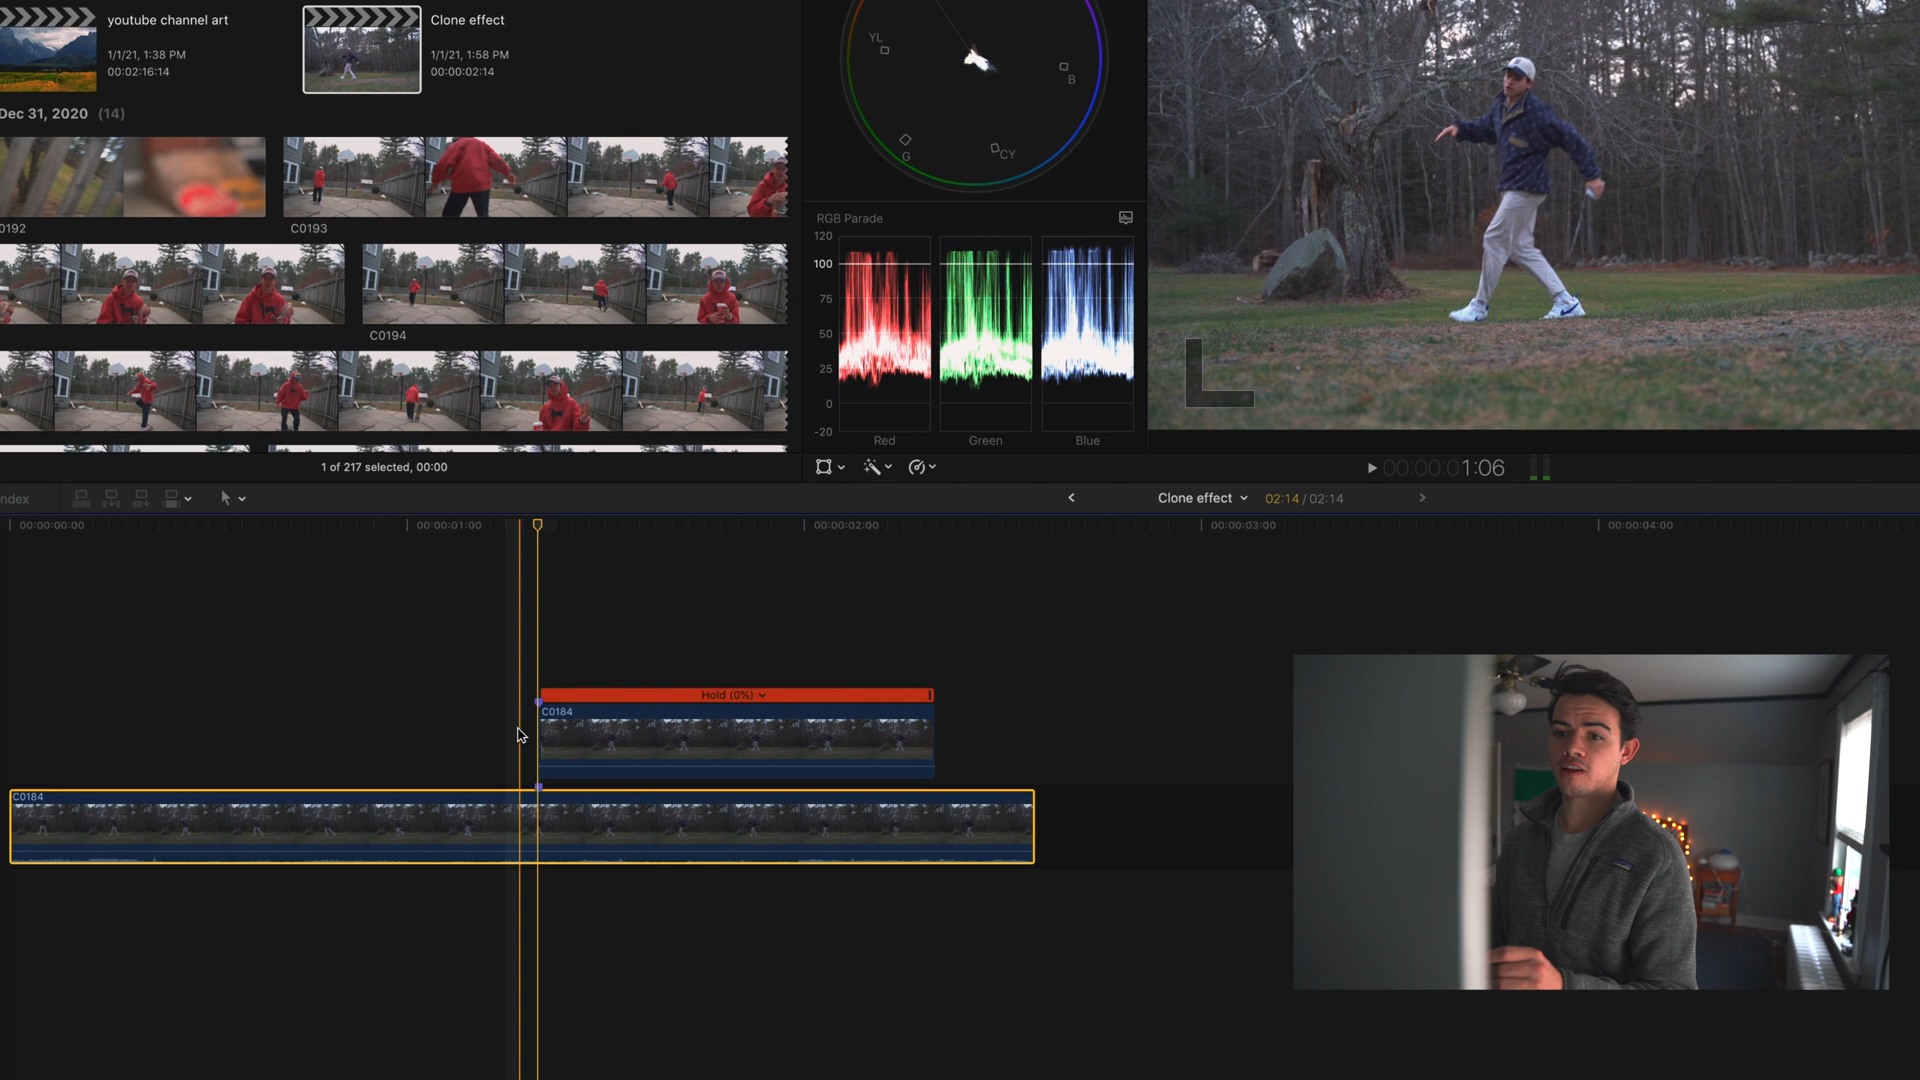 youtube channel art
1/1/21, 1:38 PM
00:02:16:14
Clone effect
1/1/21, 1:58 PM
00:00:02:14
Dec 31, 2020 (14)
0192
C0193
C0194
1 of 217 selected, 00:00
YL
B
G
CY
RGB Parade
120
100
75
50
25
0
-20
Red
Green
Blue
00:00:01:06
ndex
Clone effect
02:14 / 02:14
00:00:00:00
00:00:01:00
00:00:02:00
00:00:03:00
00:00:04:00
Hold (0%)
C0184
C0184